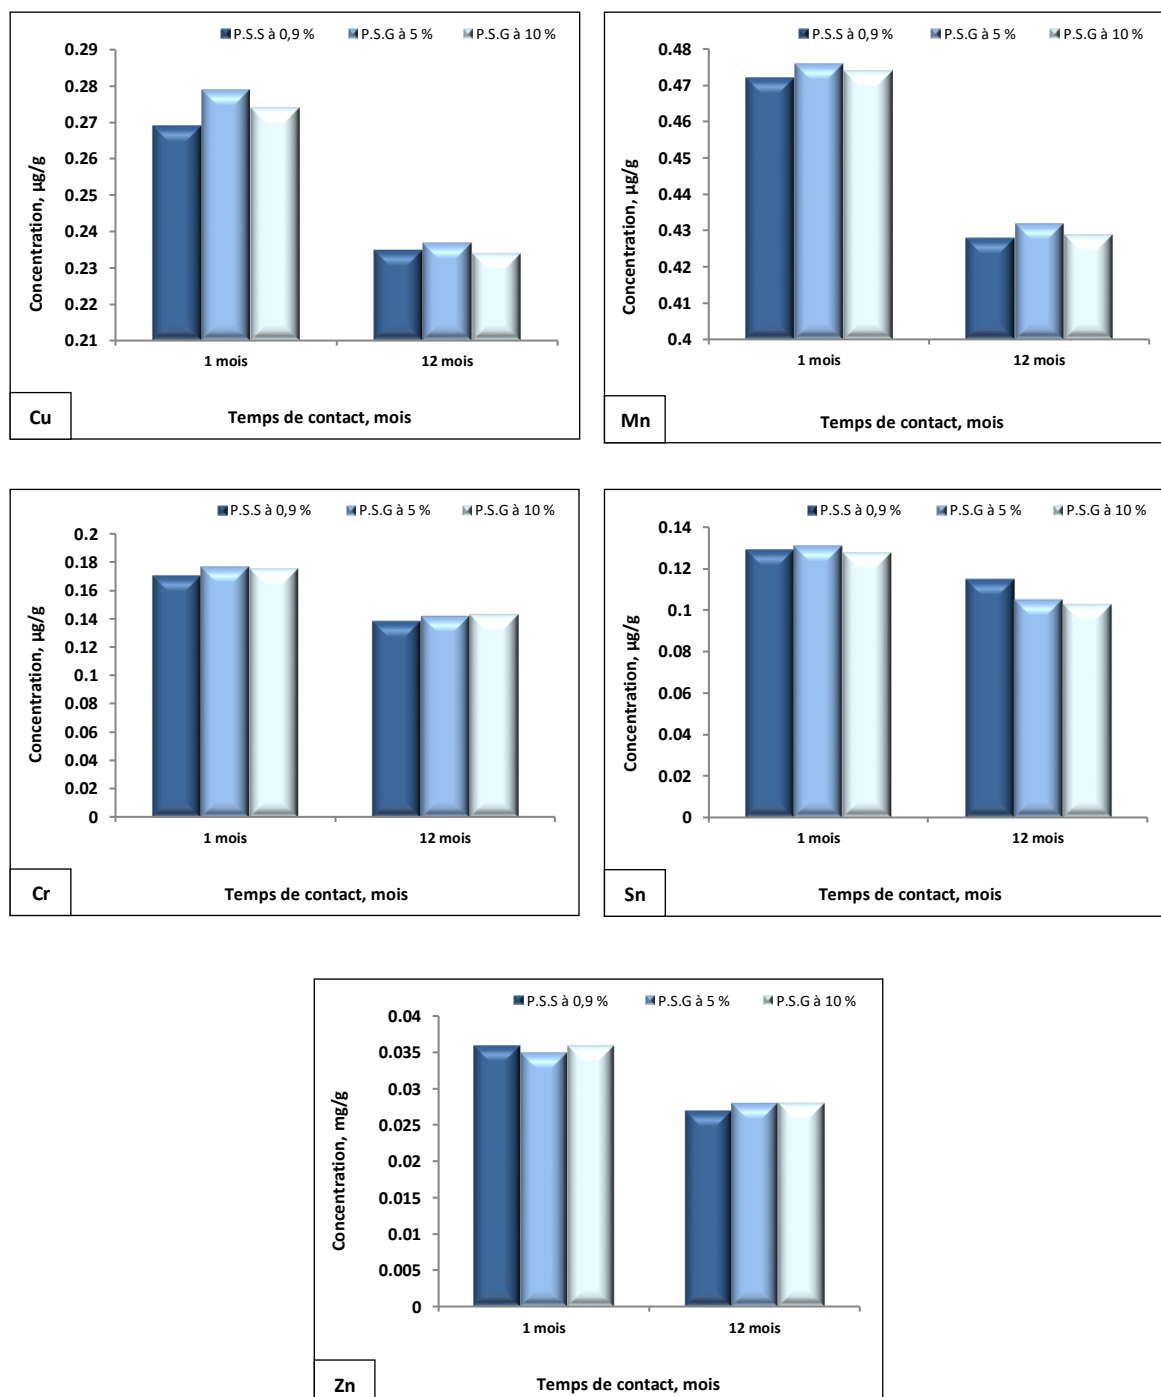 P.S.S à 0,9 % P.S.G à 5 % P.S.G à 10 %
0.29
0.28
0.27
0.26
0.25
0.24
0.23
0.22
0.21
Concentration, µg/g
1 mois 12 mois
Cu
Temps de contact, mois
P.S.S à 0,9 % P.S.G à 5 % P.S.G à 10 %
0.48
0.47
0.46
0.45
0.44
0.43
0.42
0.41
0.4
Concentration, µg/g
1 mois 12 mois
Mn
Temps de contact, mois
P.S.S à 0,9 % P.S.G à 5 % P.S.G à 10 %
0.2
0.18
0.16
0.14
0.12
0.1
0.08
0.06
0.04
0.02
0
Concentration, µg/g
1 mois 12 mois
Cr
Temps de contact, mois
P.S.S à 0,9 % P.S.G à 5 % P.S.G à 10 %
0.14
0.12
0.1
0.08
0.06
0.04
0.02
0
Concentration, µg/g
1 mois 12 mois
Sn
Temps de contact, mois
P.S.S à 0,9 % P.S.G à 5 % P.S.G à 10 %
0.04
0.035
0.03
0.025
0.02
0.015
0.01
0.005
0
Concentration, mg/g
1 mois 12 mois
Zn
Temps de contact, mois